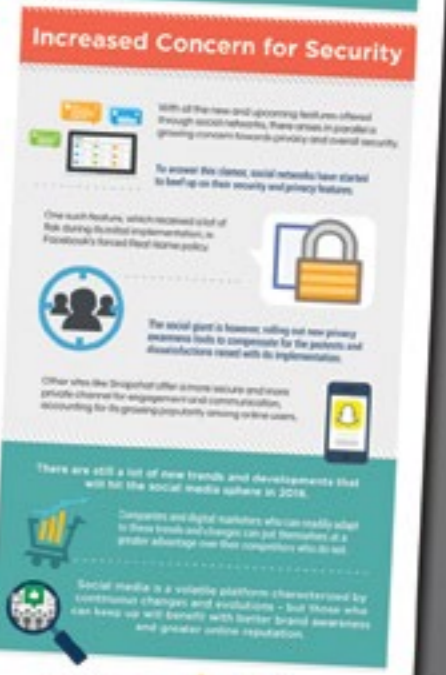 Increased Concern for Security
With all the new and upcoming features offered
through social networks, there arises in parallel a
growing concern towards privacy and overall security.
To answer this clamor, social networks have started
to beef up on their security and privacy features.
One such feature, which received a lot of
flak during its initial implementation, is
Facebook's forced Real Name policy.
The social giant is however, rolling out new privacy
awareness tools to compensate for the protests and
dissatisfactions raised with its implementation.
Other sites like Snapchat offer a more secure and more
private channel for engagement and communication,
accounting for its growing popularity among online users.
There are still a lot of new trends and developments that
will hit the social media sphere in 2016.
Companies and digital marketers who can readily adapt
to these trends and changes can put themselves at a
greater advantage over their competitors who do not.
Social media is a volatile platform characterized by
continuous changes and evolutions - but those who
can keep up will benefit with better brand awareness
and greater online reputation.